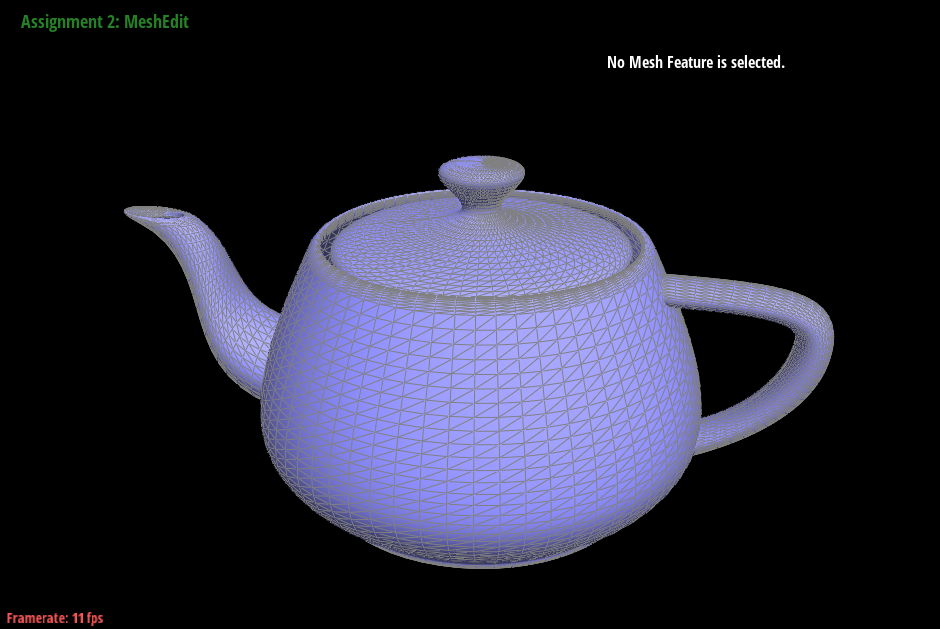 Assignment 2: MeshEdit
No Mesh Feature is selected.
Framerate: 11 fps